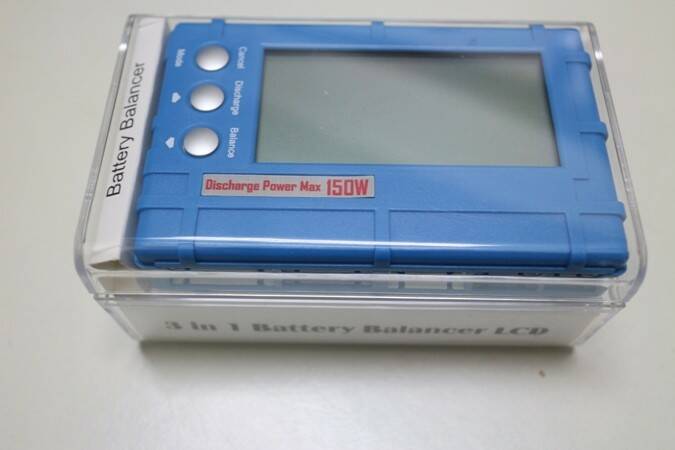 Battery Balancer
Cancel
Mode
Discharge
Balance
Discharge Power Max 150W
3 in 1 Battery Balancer LCD